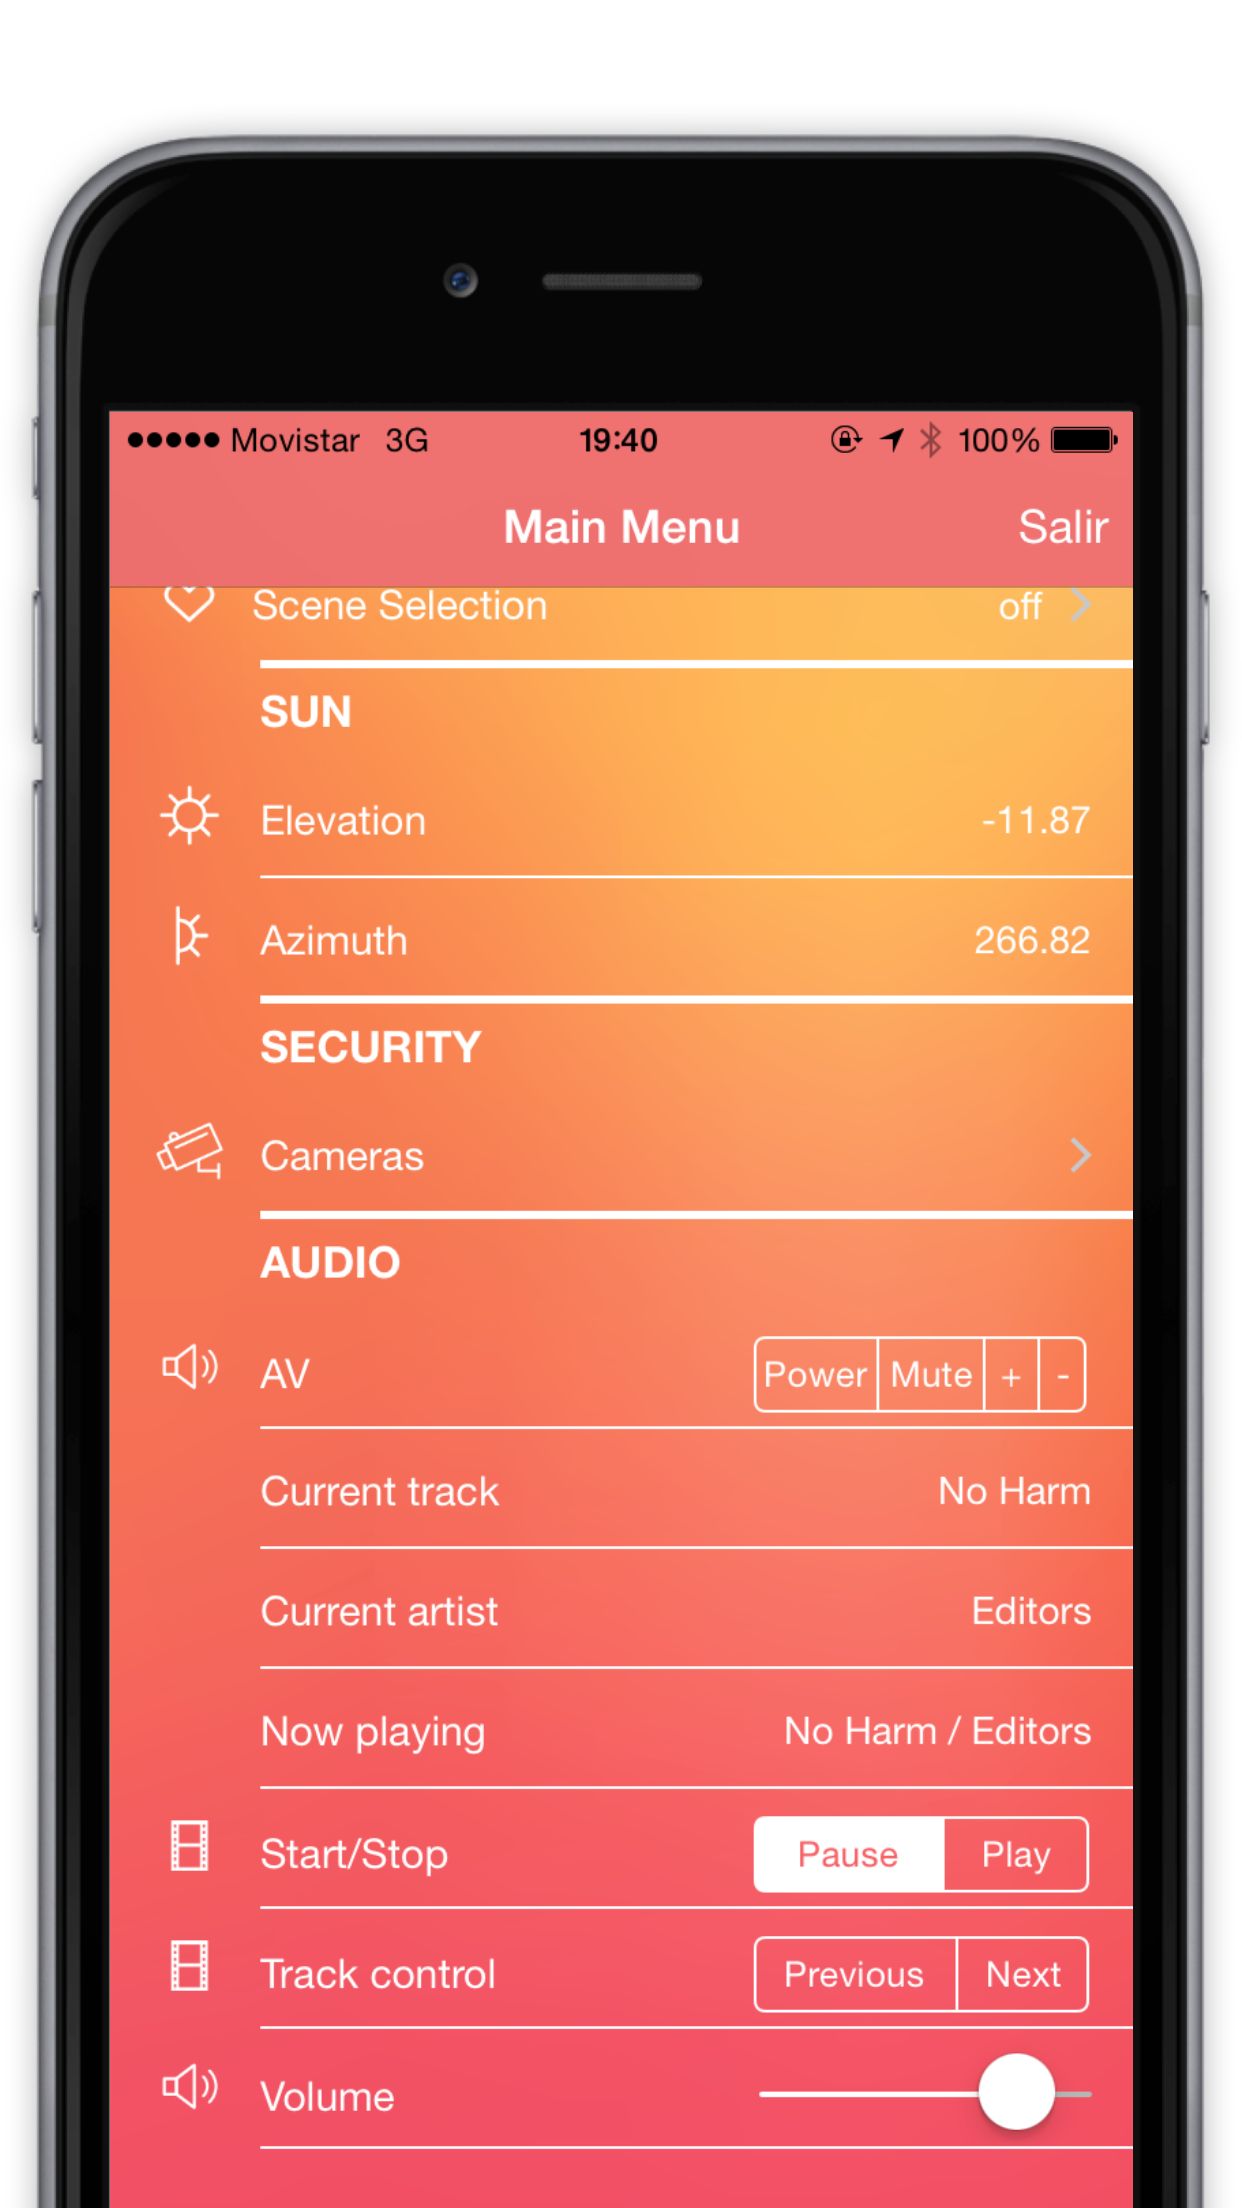 Movistar 3G 19:40 100%
Main Menu Salir
Scene Selection off
SUN
Elevation -11.87
Azimuth 266.82
SECURITY
Cameras
AUDIO
AV Power Mute + -
Current track No Harm
Current artist Editors
Now playing No Harm / Editors
Start/Stop Pause Play
Track control Previous Next
Volume